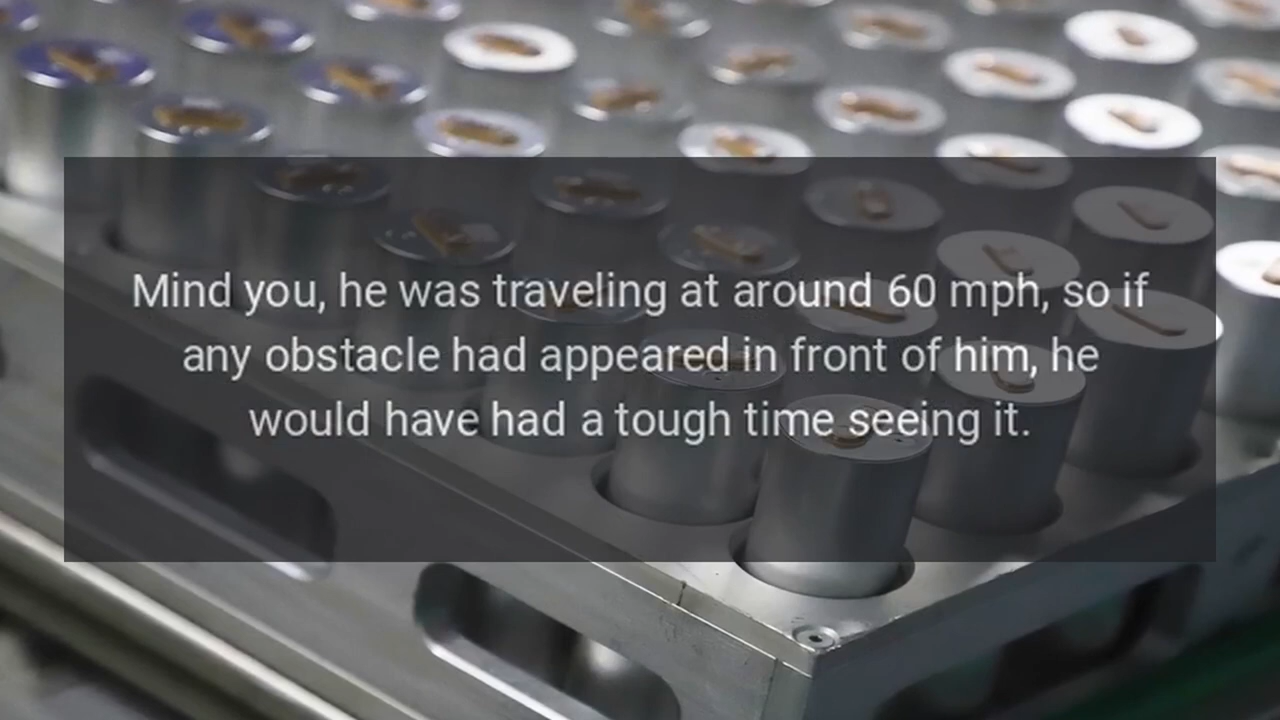 Mind you, he was traveling at around 60 mph, so if
any obstacle had appeared in front of him, he
would have had a tough time seeing it.